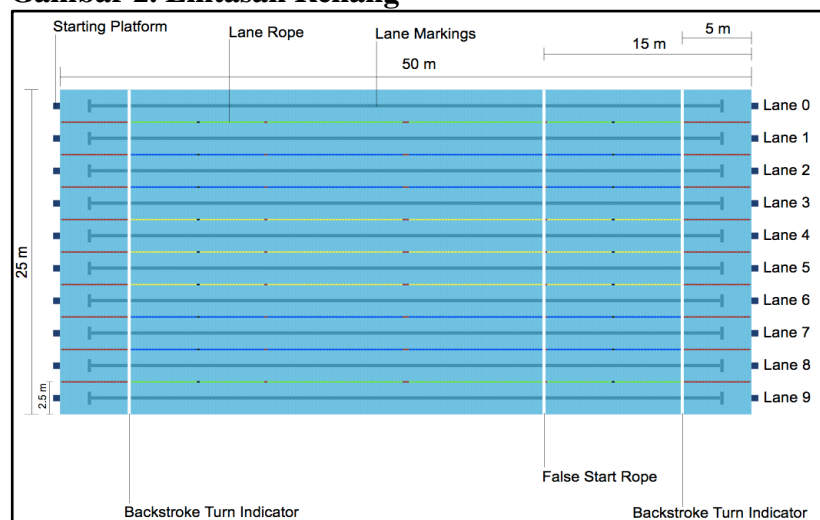 Starting Platform
Lane Rope
Lane Markings
5 m
15 m
50 m
Lane 0
Lane 1
Lane 2
Lane 3
Lane 4
Lane 5
Lane 6
Lane 7
Lane 8
Lane 9
25 m
2.5 m
False Start Rope
Backstroke Turn Indicator
Backstroke Turn Indicator